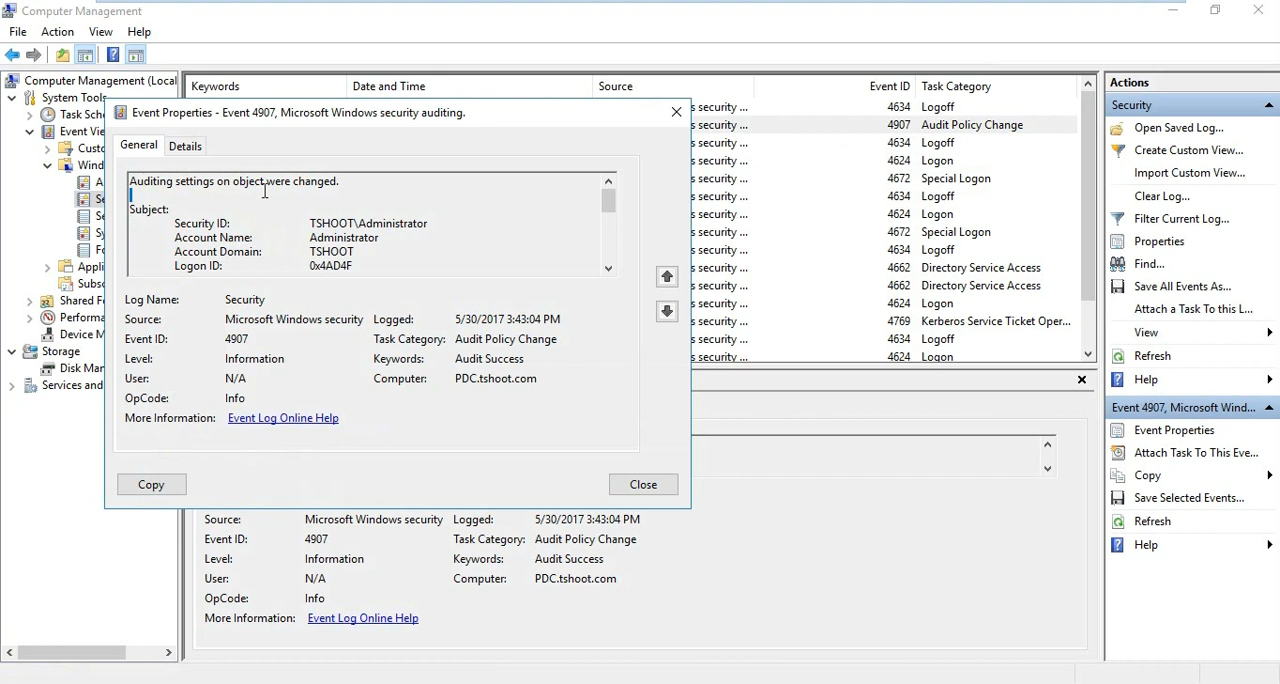 Computer Management
File Action View Help
Computer Management (Local
System Tools
Task Sch
Event Vie
Custo
Wind
A
Se
Se
Sy
Fo
Appli
Subsc
Shared F
Performa
Device M
Storage
Disk Man
Services and
Keywords Date and Time Source Event ID Task Category
s security ... 4634 Logoff
s security ... 4907 Audit Policy Change
s security ... 4634 Logoff
s security ... 4624 Logon
s security ... 4672 Special Logon
s security ... 4634 Logoff
s security ... 4624 Logon
s security ... 4672 Special Logon
s security ... 4634 Logoff
s security ... 4662 Directory Service Access
s security ... 4662 Directory Service Access
s security ... 4624 Logon
s security ... 4769 Kerberos Service Ticket Oper...
s security ... 4634 Logoff
s security ... 4624 Logon
Event Properties - Event 4907, Microsoft Windows security auditing.
General Details
Auditing settings on object were changed.
Subject:
Security ID: TSHOOT\Administrator
Account Name: Administrator
Account Domain: TSHOOT
Logon ID: 0x4AD4F
Log Name: Security
Source: Microsoft Windows security Logged: 5/30/2017 3:43:04 PM
Event ID: 4907 Task Category: Audit Policy Change
Level: Information Keywords: Audit Success
User: N/A Computer: PDC.tshoot.com
OpCode: Info
More Information: Event Log Online Help
Copy Close
Source: Microsoft Windows security Logged: 5/30/2017 3:43:04 PM
Event ID: 4907 Task Category: Audit Policy Change
Level: Information Keywords: Audit Success
User: N/A Computer: PDC.tshoot.com
OpCode: Info
More Information: Event Log Online Help
Actions
Security
Open Saved Log...
Create Custom View...
Import Custom View...
Clear Log...
Filter Current Log...
Properties
Find...
Save All Events As...
Attach a Task To this L...
View
Refresh
Help
Event 4907, Microsoft Wind...
Event Properties
Attach Task To This Eve...
Copy
Save Selected Events...
Refresh
Help